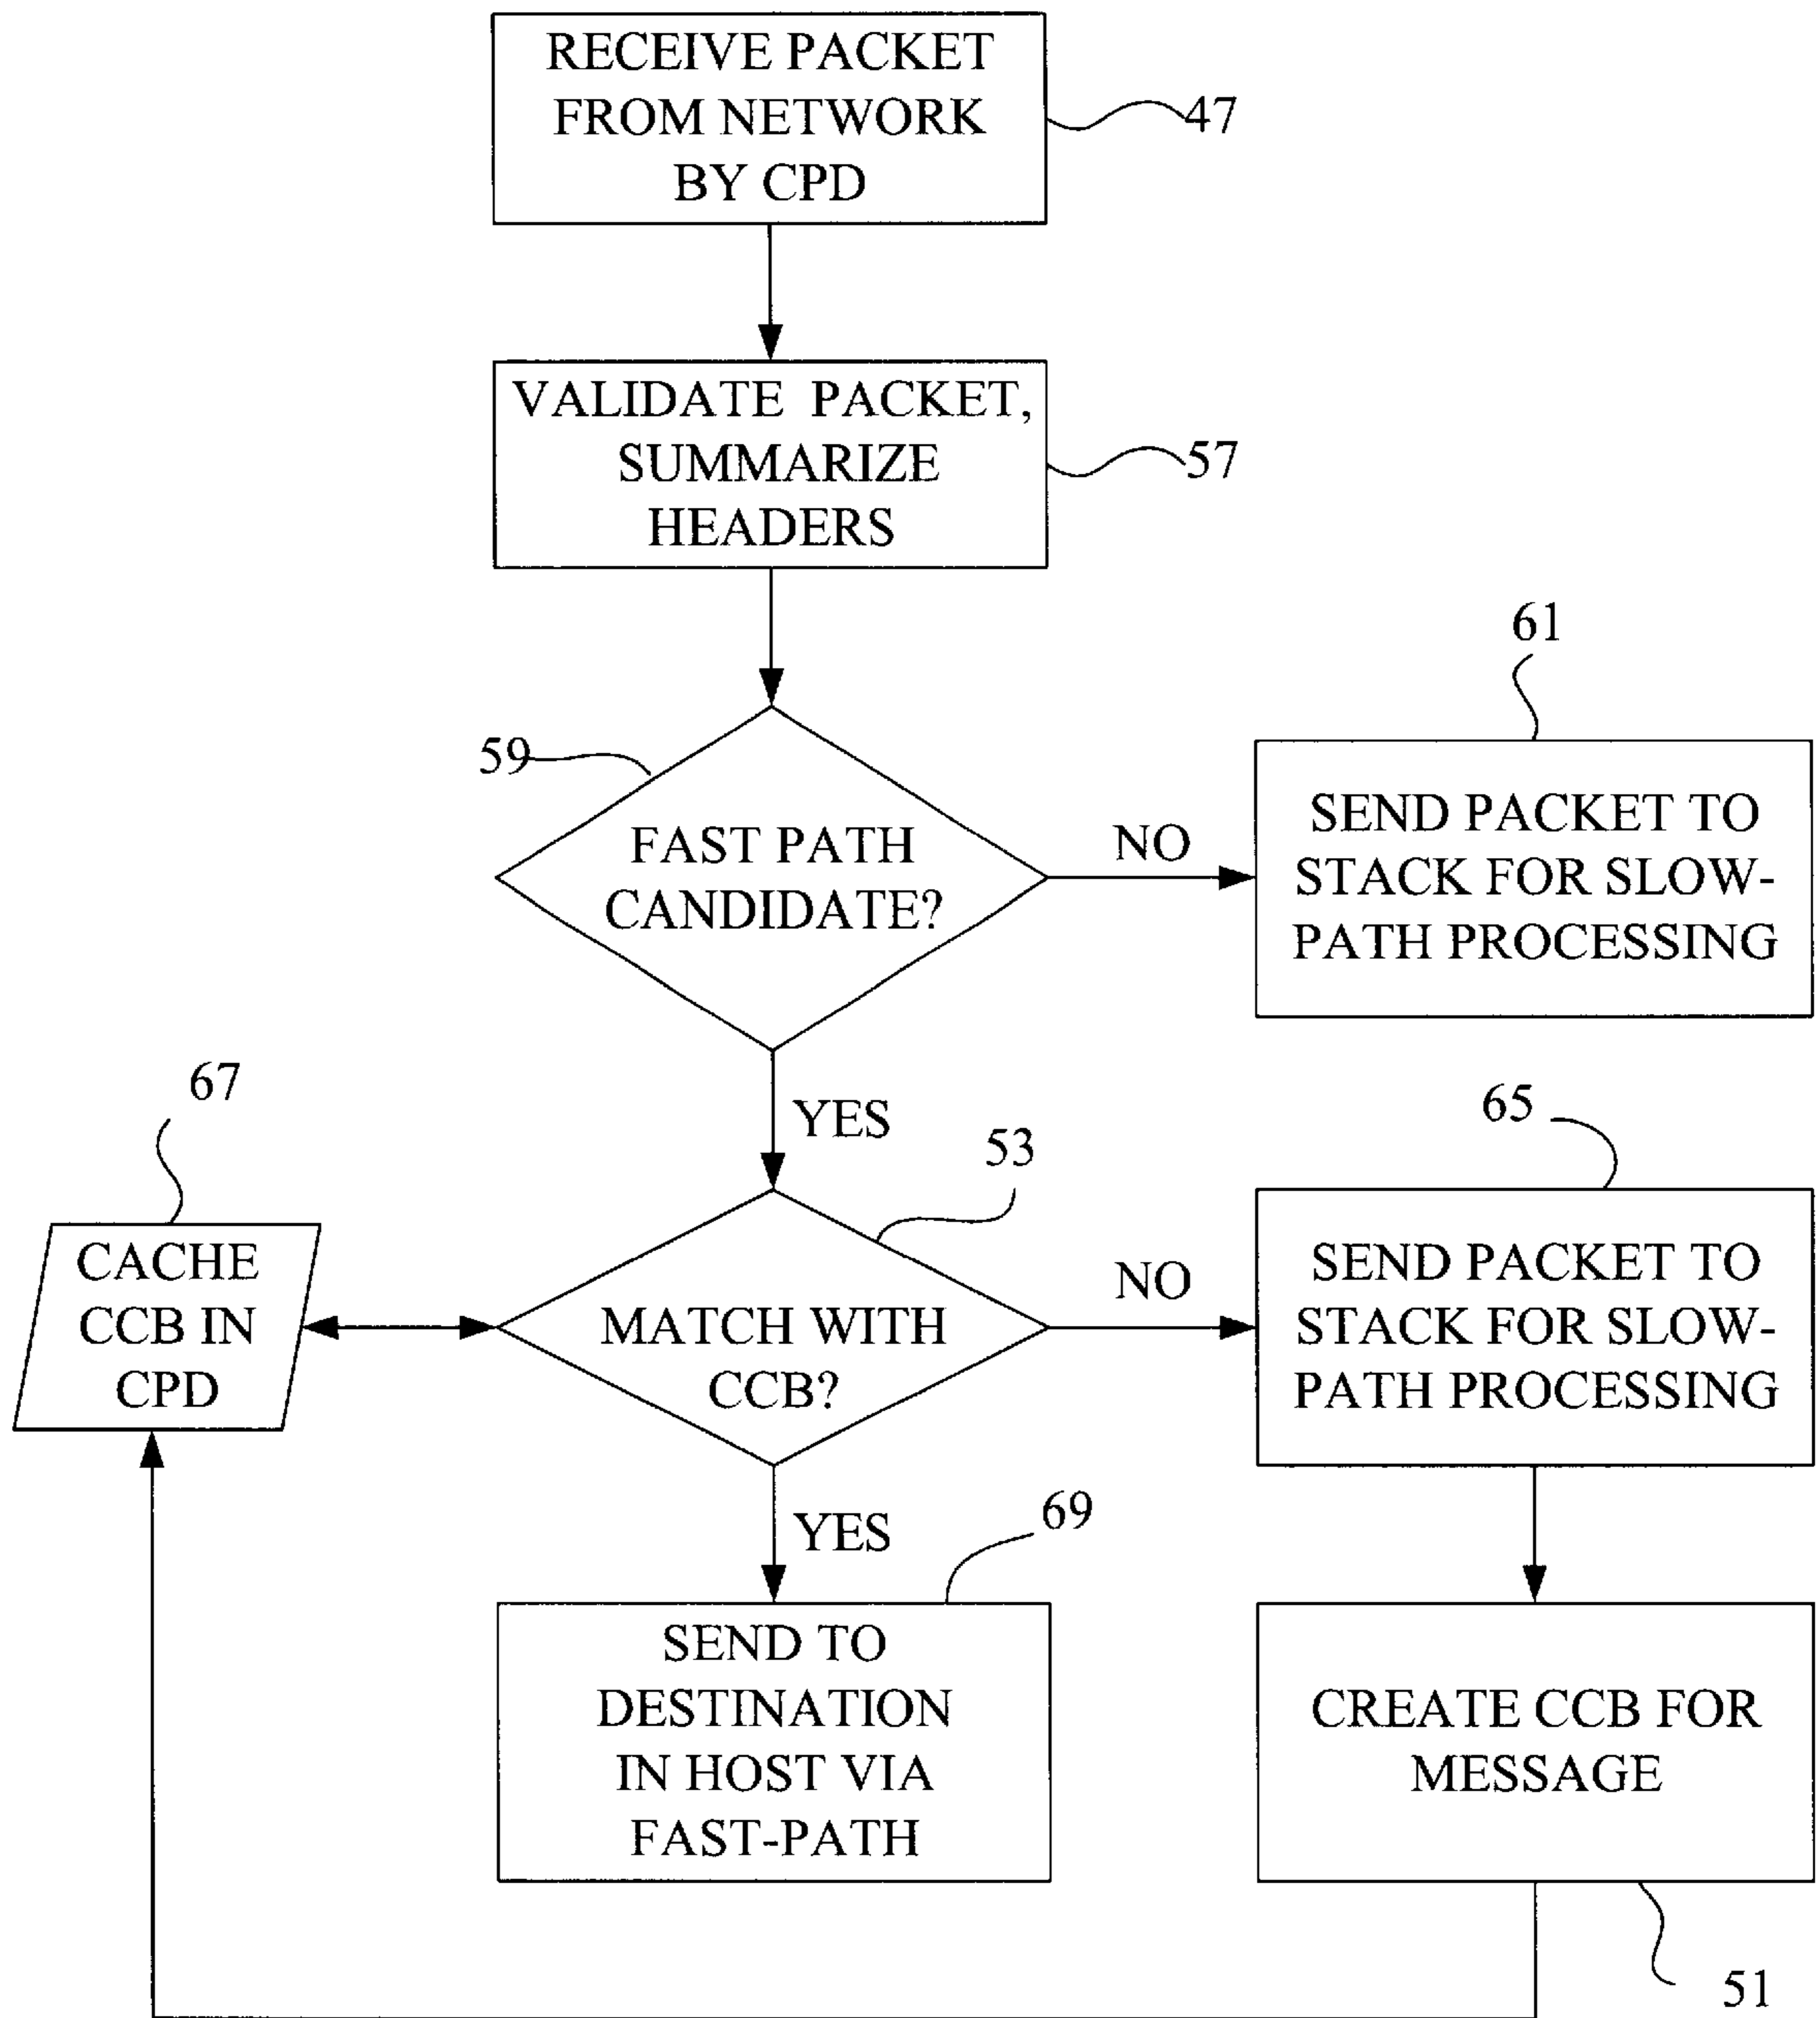 RECEIVE PACKET
FROM NETWORK
BY CPD
47
VALIDATE PACKET,
SUMMARIZE
HEADERS
57
59
FAST PATH
CANDIDATE?
NO
61
SEND PACKET TO
STACK FOR SLOW-
PATH PROCESSING
YES
67
CACHE
CCB IN
CPD
53
MATCH WITH
CCB?
NO
65
SEND PACKET TO
STACK FOR SLOW-
PATH PROCESSING
YES
69
SEND TO
DESTINATION
IN HOST VIA
FAST-PATH
CREATE CCB FOR
MESSAGE
51